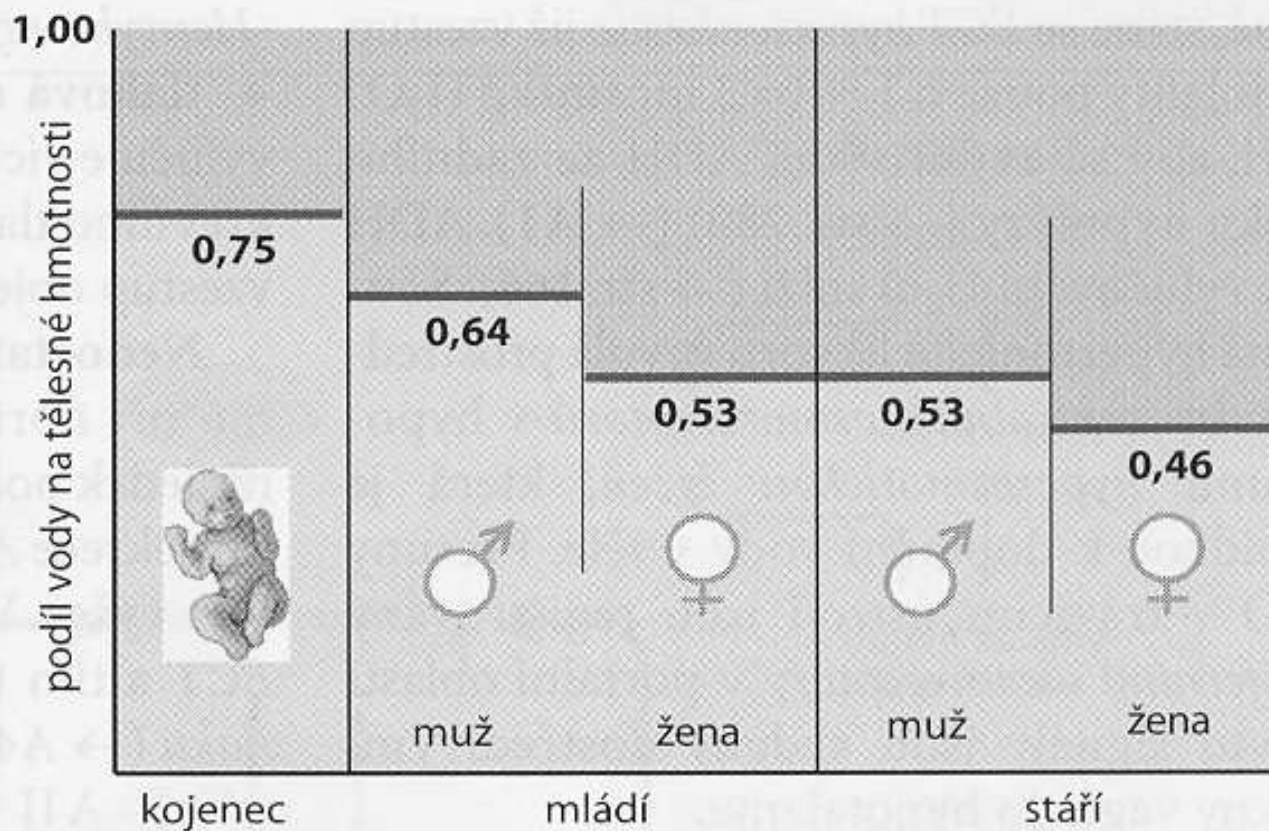 1,00
podíl vody na tělesné hmotnosti
0,75
0,64
0,53
0,53
0,46
muž
žena
muž
žena
kojenec
mládí
stáří